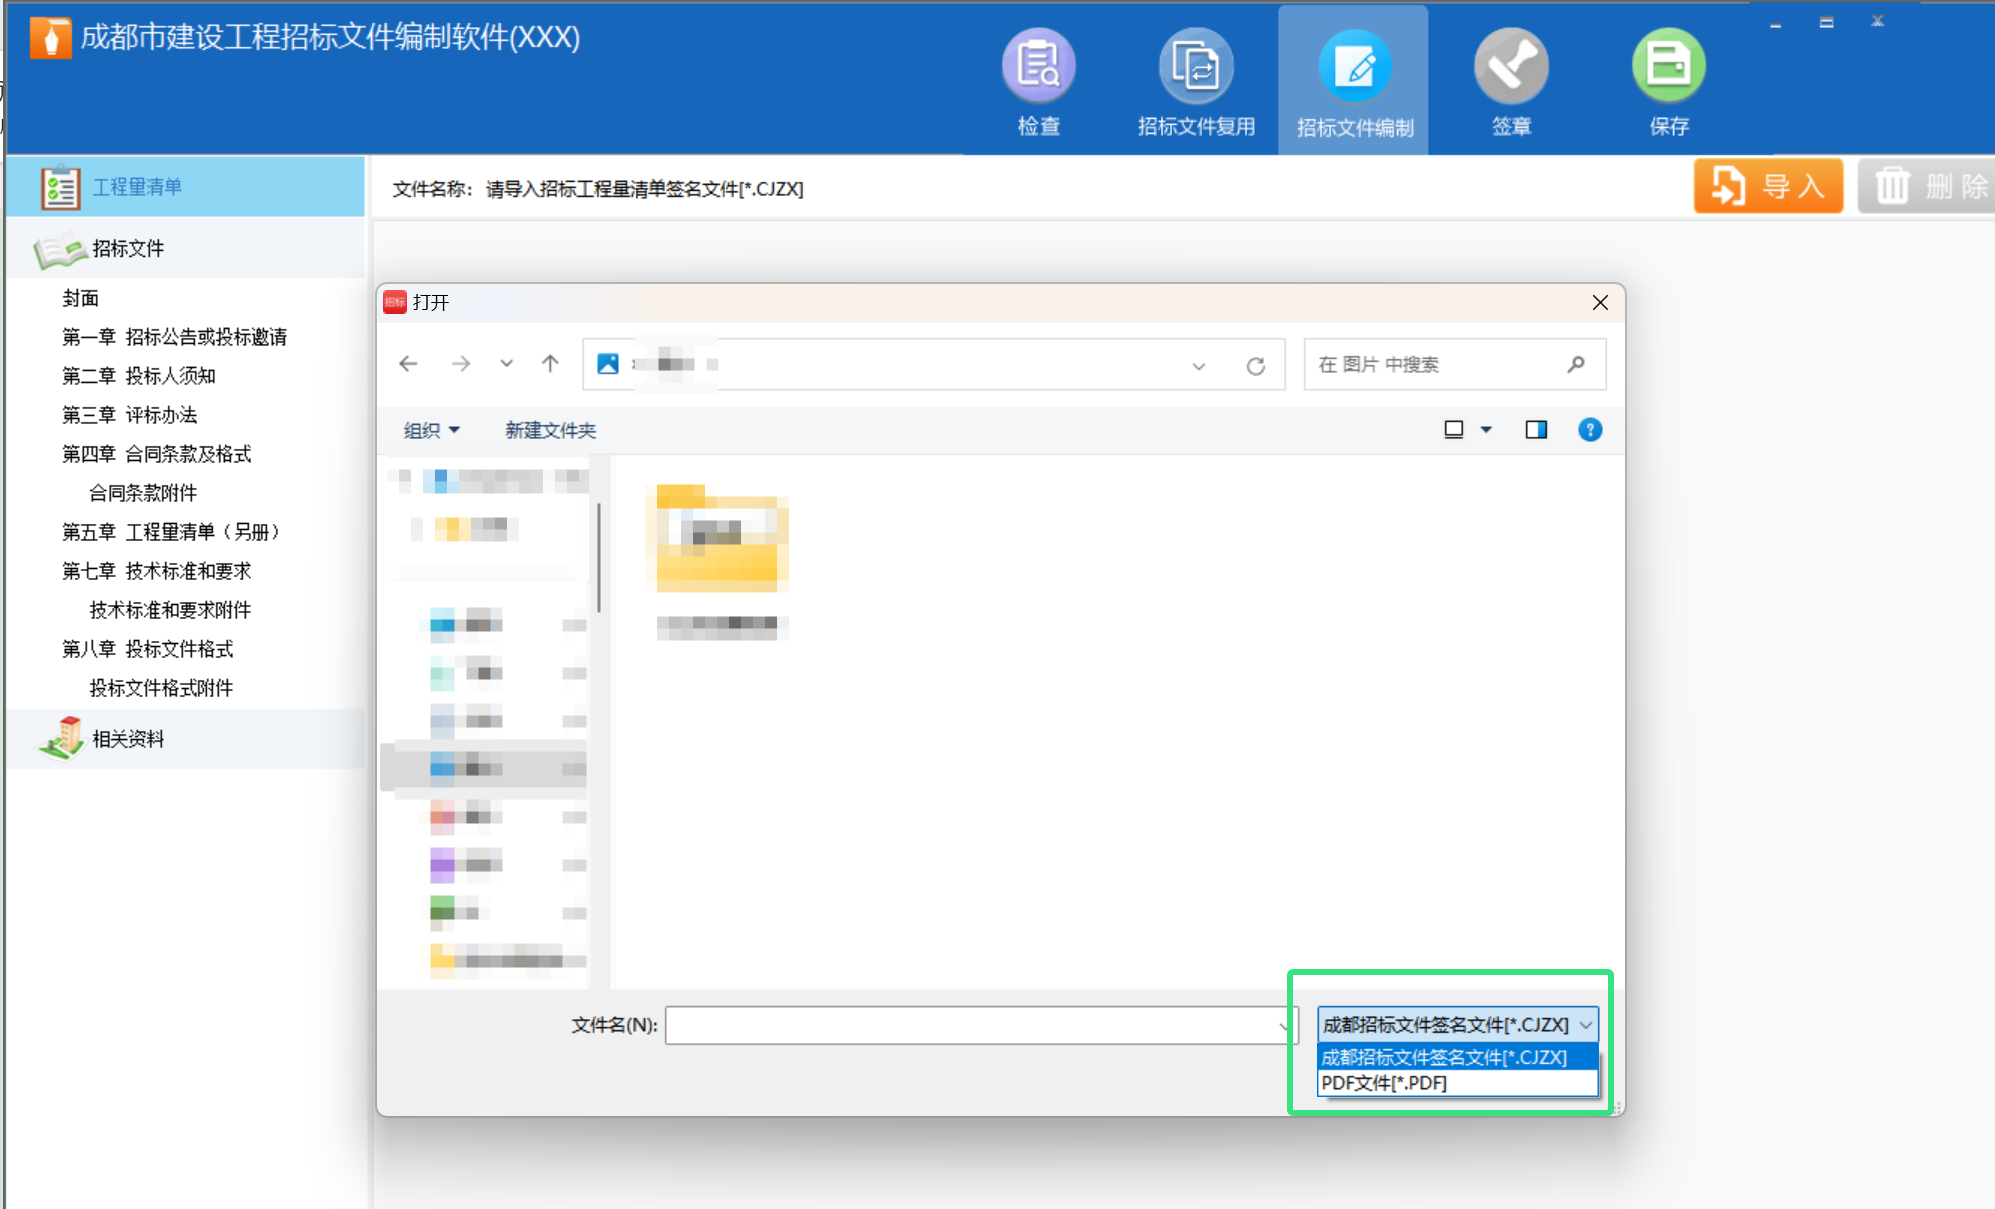 成都市建设工程招标文件编制软件(XXX)
检查
招标文件复用
招标文件编制
签章
保存
工程量清单
文件名称：请导入招标工程量清单签名文件[*.CJZX]
导入
删除
招标文件
封面
第一章 招标公告或投标邀请
第二章 投标人须知
第三章 评标办法
第四章 合同条款及格式
合同条款附件
第五章 工程量清单（另册）
第七章 技术标准和要求
技术标准和要求附件
第八章 投标文件格式
投标文件格式附件
相关资料
招标
打开
在 图片 中搜索
组织
新建文件夹
文件名(N):
成都招标文件签名文件[*.CJZX]
成都招标文件签名文件[*.CJZX]
PDF文件[*.PDF]